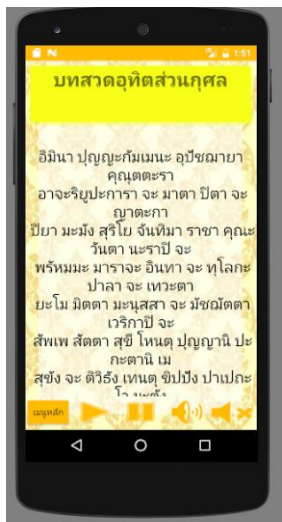 1:51
บทสวดอุทิตส่วนกุศล
อิมินา ปุญญะกัมเมนะ อุปัชฌายา
คุณุตตะรา
อาจะริยูปะการา จะ มาตา ปิตา จะ
ญาตะกา
ปิยา มะมัง สุริโย จันทิมา ราชา คุณะ
วันตา นะราปิ จะ
พรัหมมะ มาราจะ อินทา จะ ทุโลกะ
ปาลา จะ เทวะตา
ยะโม มิตตา มะนุสสา จะ มัชฌัตตา
เวริกาปิ จะ
สัพเพ สัตตา สุขี โหนตุ ปุญญานิ ปะ
กะตานิ เม
สุขัง จะ ติวิธัง เทนตุ ขิปปัง ปาเปถะ
เมนูหลัก